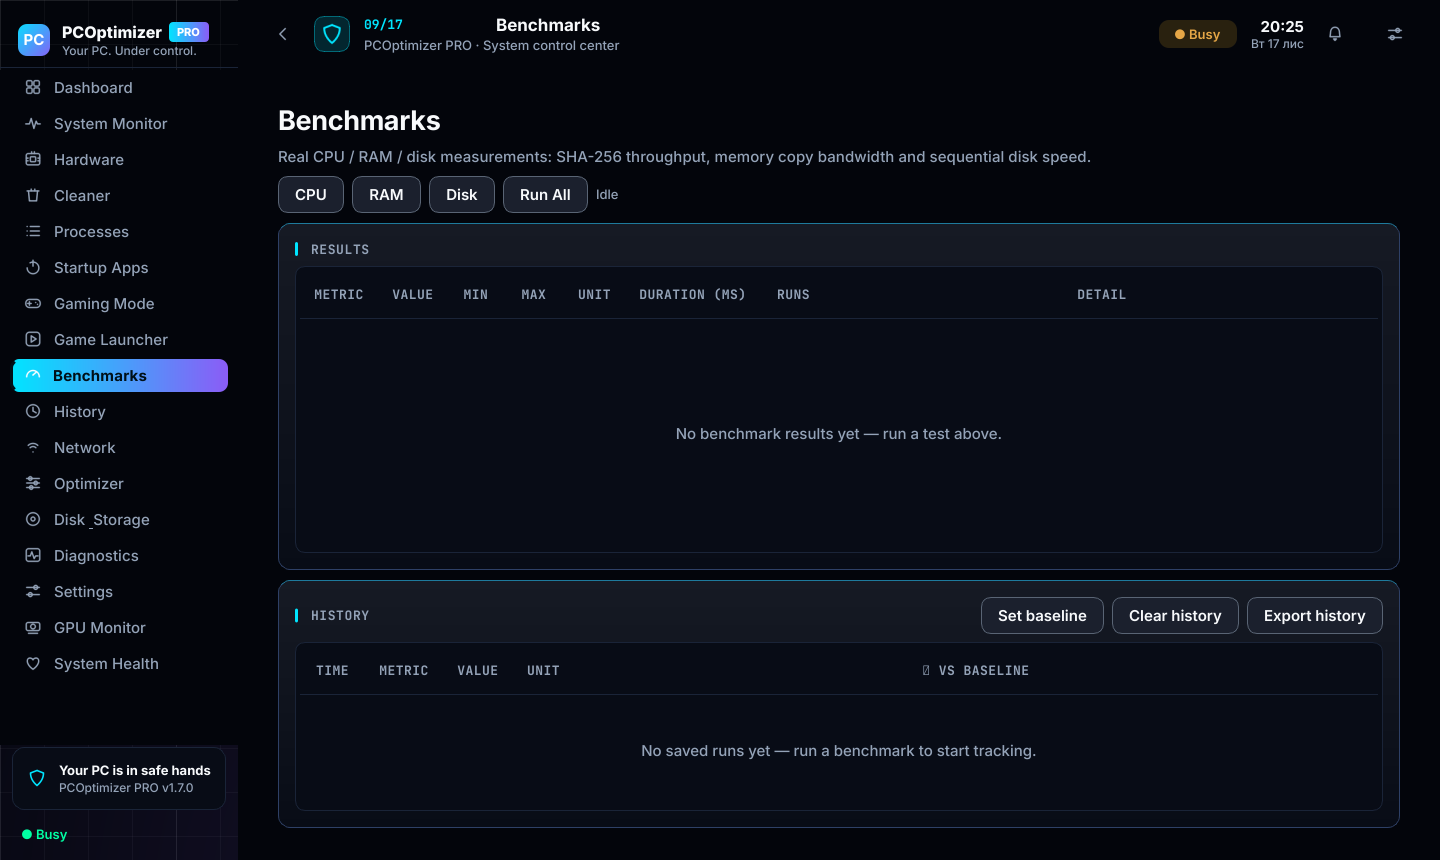 PC
PCOptimizer PRO
Your PC. Under control.
Dashboard
System Monitor
Hardware
Cleaner
Processes
Startup Apps
Gaming Mode
Game Launcher
Benchmarks
History
Network
Optimizer
Disk _Storage
Diagnostics
Settings
GPU Monitor
System Health
Your PC is in safe hands
PCOptimizer PRO v1.7.0
Busy
09/17 Benchmarks
PCOptimizer PRO · System control center
Busy
20:25
Вт 17 лис
Benchmarks
Real CPU / RAM / disk measurements: SHA-256 throughput, memory copy bandwidth and sequential disk speed.
CPU RAM Disk Run All Idle
RESULTS
METRIC VALUE MIN MAX UNIT DURATION (MS) RUNS DETAIL
No benchmark results yet — run a test above.
HISTORY Set baseline Clear history Export history
TIME METRIC VALUE UNIT VS BASELINE
No saved runs yet — run a benchmark to start tracking.